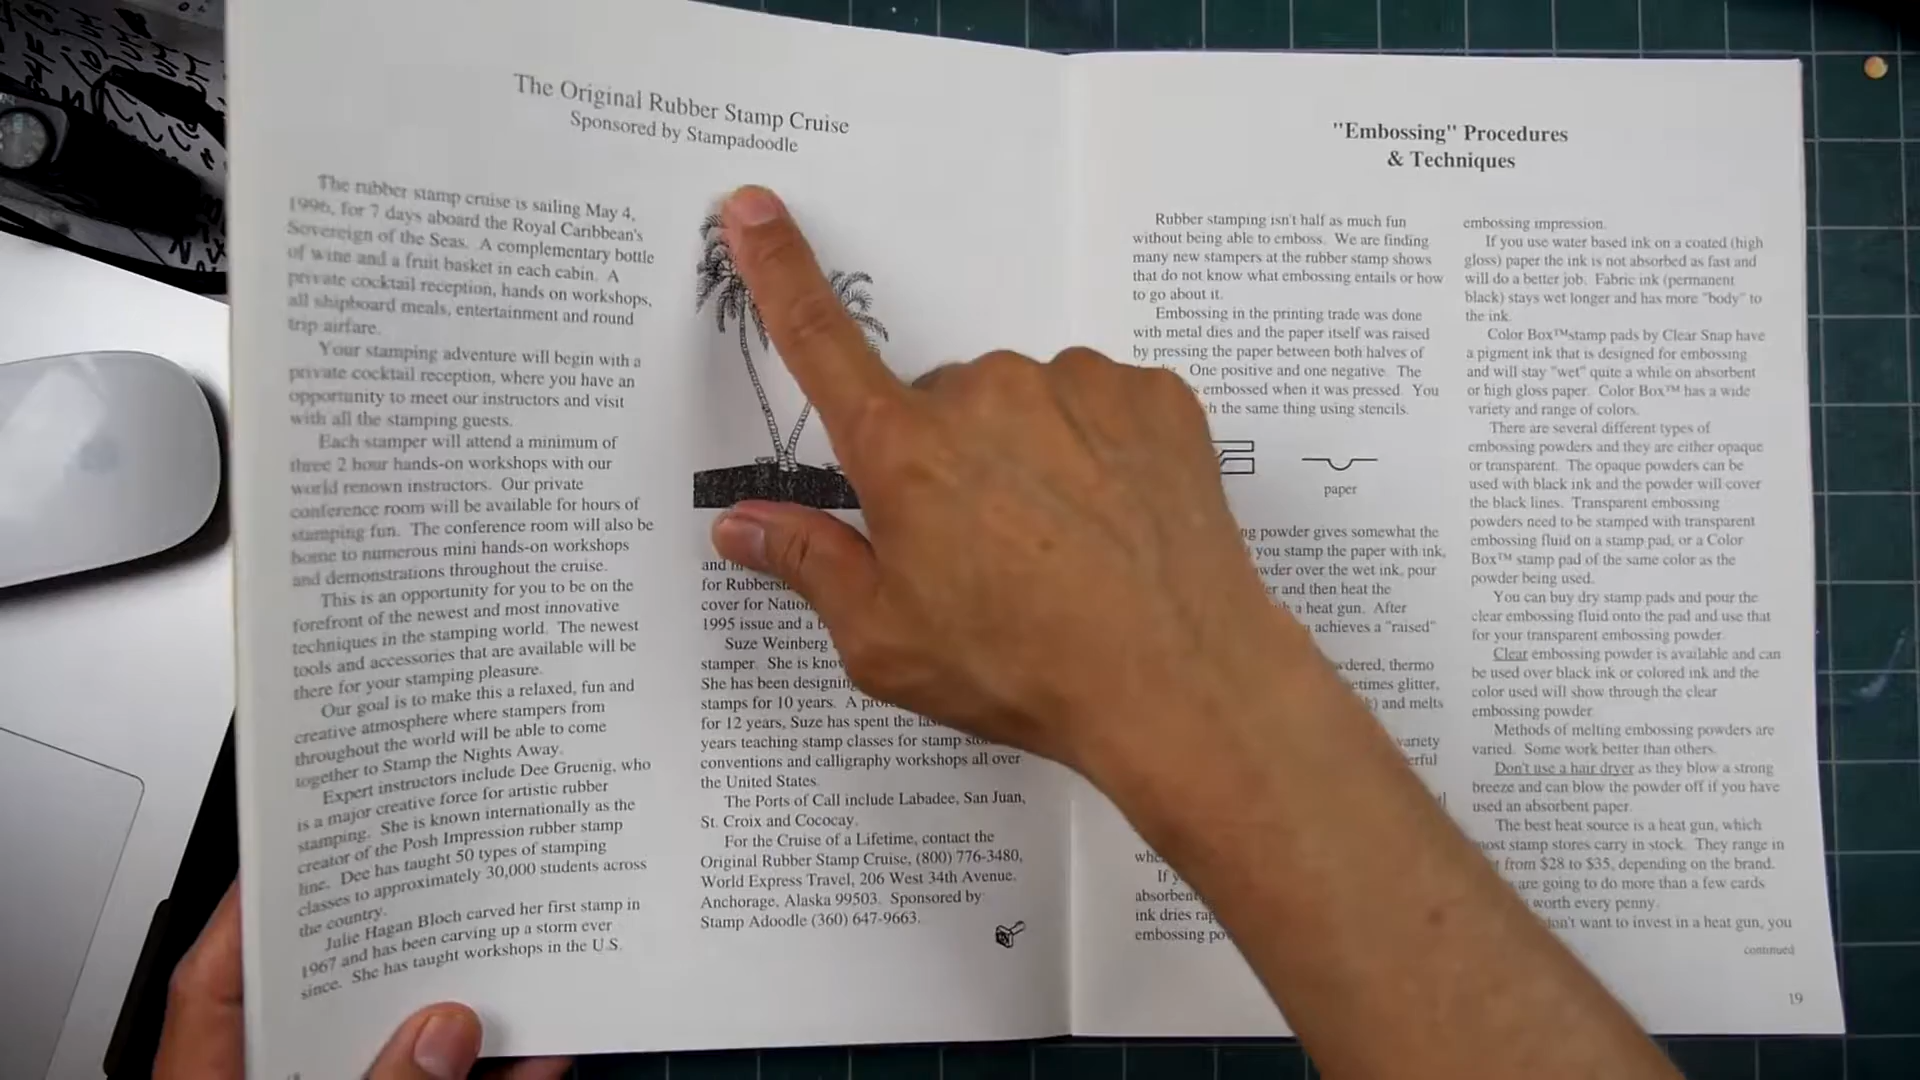 The Original Rubber Stamp Cruise
Sponsored by Stampadoodle
The rubber stamp cruise is sailing May 4,
1996, for 7 days aboard the Royal Caribbean's
Sovereign of the Seas. A complementary bottle
of wine and a fruit basket in each cabin. A
private cocktail reception, hands on workshops,
all shipboard meals, entertainment and round
trip airfare.
Your stamping adventure will begin with a
private cocktail reception, where you have an
opportunity to meet our instructors and visit
with all the stamping guests.
Each stamper will attend a minimum of
three 2 hour hands-on workshops with our
world renown instructors. Our private
conference room will be available for hours of
stamping fun. The conference room will also be
home to numerous mini hands-on workshops
and demonstrations throughout the cruise.
This is an opportunity for you to be on the
forefront of the newest and most innovative
techniques in the stamping world. The newest
tools and accessories that are available will be
there for your stamping pleasure.
Our goal is to make this a relaxed, fun and
creative atmosphere where stampers from
throughout the world will be able to come
together to Stamp the Nights Away.
Expert instructors include Dee Gruenig, who
is a major creative force for artistic rubber
stamping. She is known internationally as the
creator of the Posh Impression rubber stamp
line. Dee has taught 50 types of stamping
classes to approximately 30,000 students across
the country.
Julie Hagan Bloch carved her first stamp in
1967 and has been carving up a storm ever
since. She has taught workshops in the U.S.
and
for
cover for
1995 issue and a
Suze Weinberg
stamper. She is
She has been
stamps for 10 years. A
for 12 years, Suze has spent the
years teaching stamp classes for stamp
conventions and calligraphy workshops all over
the United States.
The Ports of Call include Labadee, San Juan,
St. Croix and Cococay.
For the Cruise of a Lifetime, contact the
Original Rubber Stamp Cruise, (800) 776-3480,
World Express Travel, 206 West 34th Avenue.
Anchorage, Alaska 99503. Sponsored by
Stamp Adoodle (360) 647-9663.
"Embossing" Procedures
& Techniques
Rubber stamping isn't half as much fun
without being able to emboss. We are finding
many new stampers at the rubber stamp shows
that do not know what embossing entails or how
to go about it.
Embossing in the printing trade was done
with metal dies and the paper itself was raised
by pressing the paper between both halves of
One positive and one negative. The
embossed when it was pressed. You
the same thing using stencils.
paper
powder gives somewhat the
you stamp the paper with ink,
over the wet ink, pour
and then heat the
a heat gun. After
achieves a "raised"
thermo
glitter,
and melts
variety
If
absorbent
ink dries
embossing
embossing impression.
If you use water based ink on a coated (high
gloss) paper the ink is not absorbed as fast and
will do a better job. Fabric ink (permanent
black) stays wet longer and has more "body" to
the ink.
Color Box™stamp pads by Clear Snap have
a pigment ink that is designed for embossing
and will stay "wet" quite a while on absorbent
or high gloss paper. Color Box™ has a wide
variety and range of colors.
There are several different types of
embossing powders and they are either opaque
or transparent. The opaque powders can be
used with black ink and the powder will cover
the black lines. Transparent embossing
powders need to be stamped with transparent
embossing fluid on a stamp pad, or a Color
Box™ stamp pad of the same color as the
powder being used.
You can buy dry stamp pads and pour the
clear embossing fluid onto the pad and use that
for your transparent embossing powder.
Clear embossing powder is available and can
be used over black ink or colored ink and the
color used will show through the clear
embossing powder.
Methods of melting embossing powders are
varied. Some work better than others.
Don't use a hair dryer as they blow a strong
breeze and can blow the powder off if you have
used an absorbent paper.
The best heat source is a heat gun, which
stamp stores carry in stock. They range in
from $28 to $35, depending on the brand.
are going to do more than a few cards
worth every penny.
want to invest in a heat gun, you
continued
19